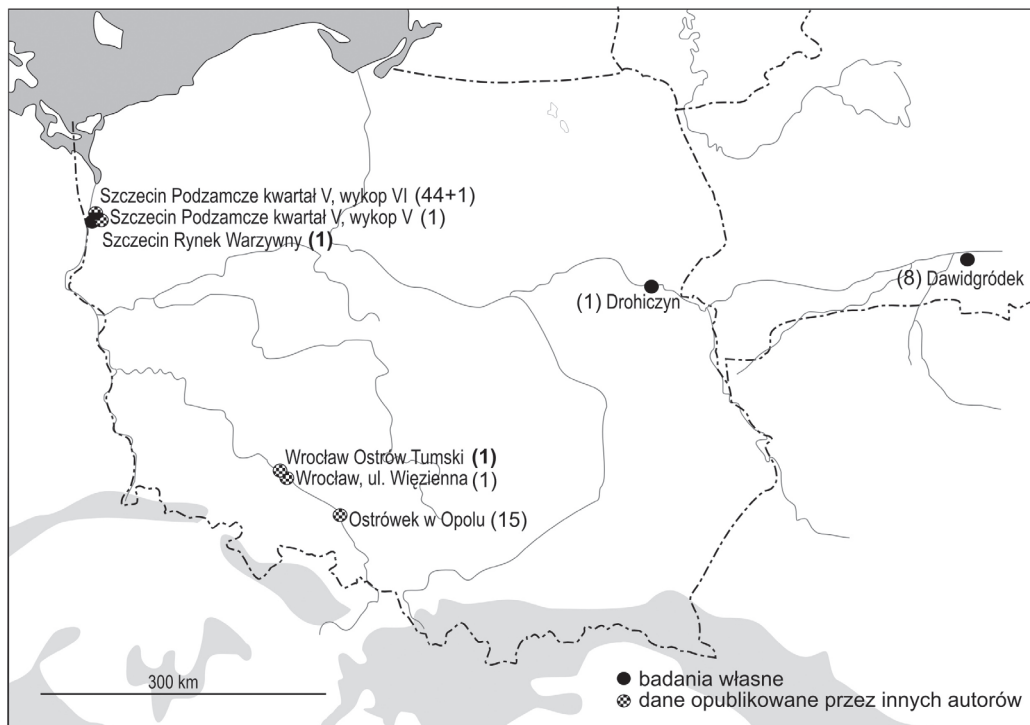 Szczecin Podzamcze kwartał V, wykop VI (44+1)
Szczecin Podzamcze kwartał V, wykop V (1)
Szczecin Rynek Warzywny (1)
(8) Dawidgródek
(1) Drohiczyn
Wrocław Ostrów Tumski (1)
Wrocław, ul. Więzienna (1)
Ostrówek w Opolu (15)
300 km
badania własne
dane opublikowane przez innych autorów